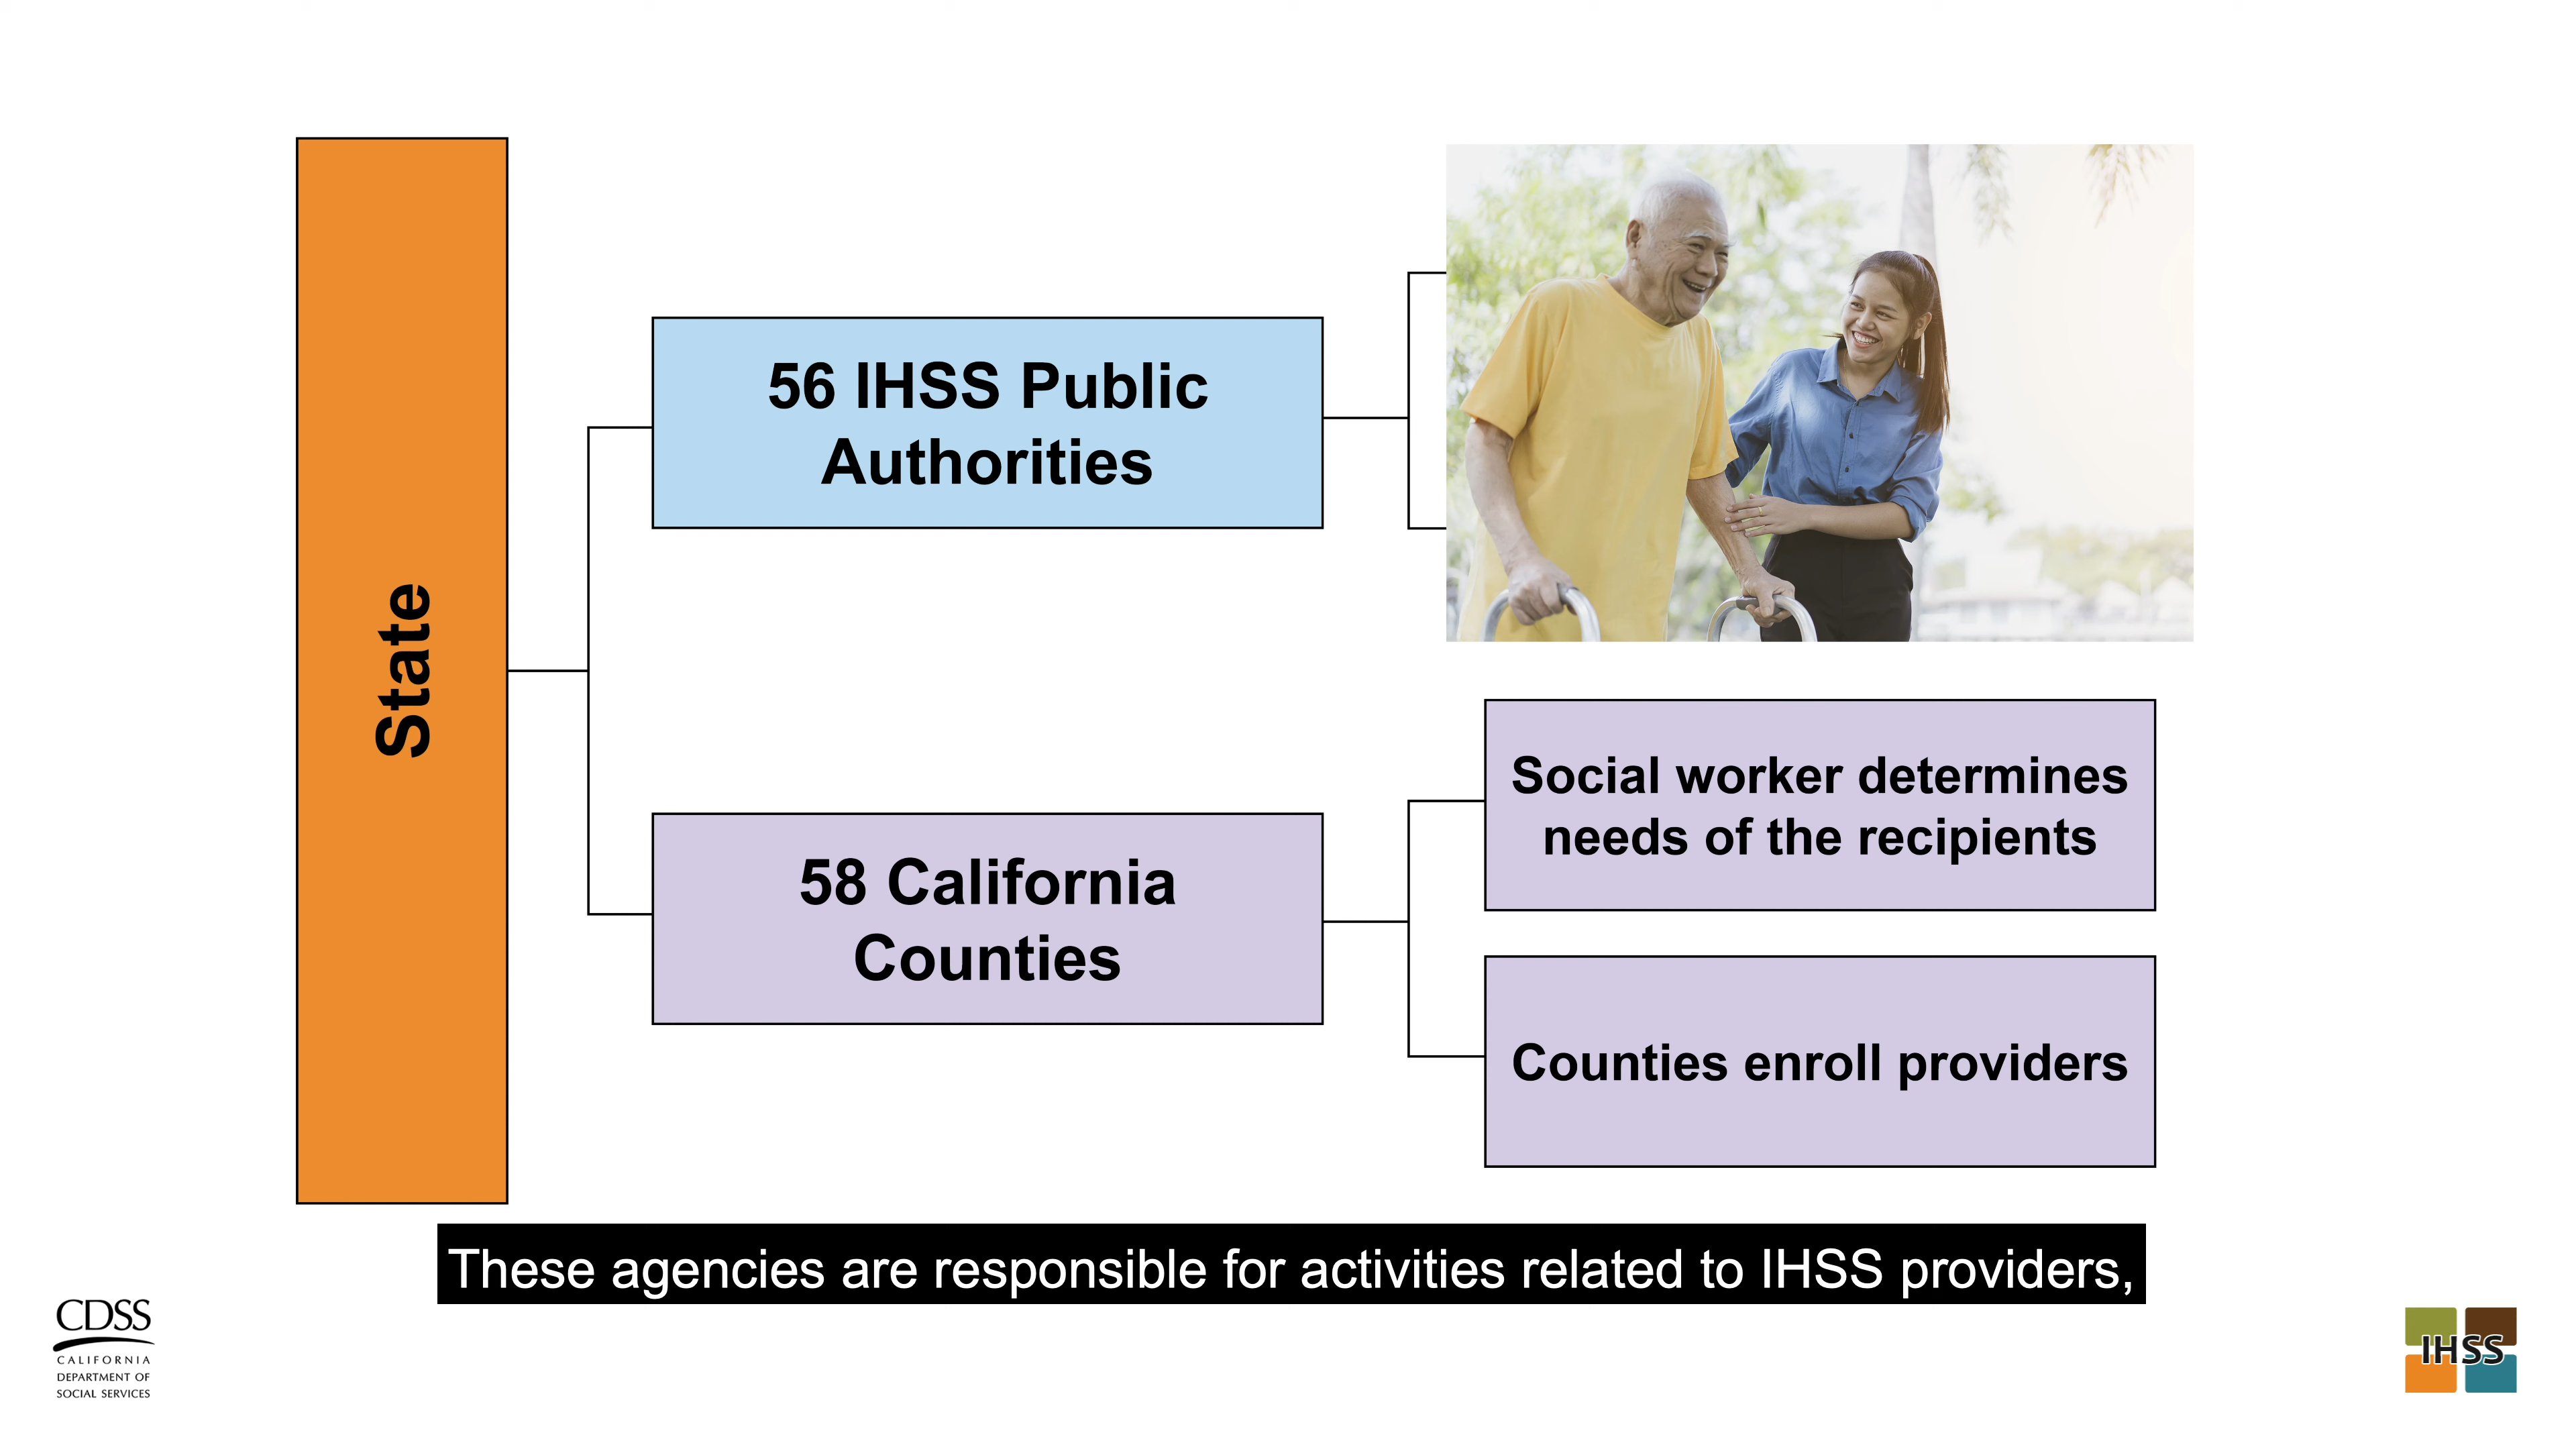 State
56 IHSS Public
Authorities
58 California
Counties
Social worker determines
needs of the recipients
Counties enroll providers
These agencies are responsible for activities related to IHSS providers,
CDSS
CALIFORNIA
DEPARTMENT OF
SOCIAL SERVICES
IHSS